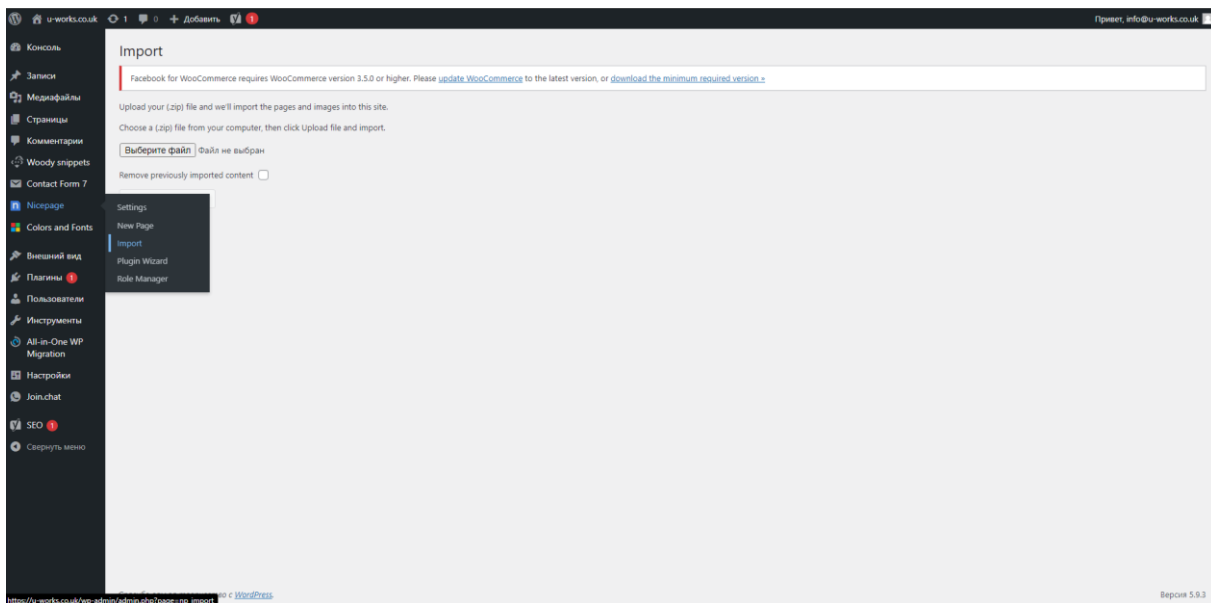 u-works.co.uk 1 0 + Добавить 1 Привет, info@u-works.co.uk
Консоль
Записи
Медиафайлы
Страницы
Комментарии
Woody snippets
Contact Form 7
Nicepage
Colors and Fonts
Внешний вид
Плагины 1
Пользователи
Инструменты
All-in-One WP
Migration
Настройки
Join.chat
SEO 1
Свернуть меню
Settings
New Page
Import
Plugin Wizard
Role Manager
Import
Facebook for WooCommerce requires WooCommerce version 3.5.0 or higher. Please update WooCommerce to the latest version, or download the minimum required version »
Upload your (.zip) file and we'll import the pages and images into this site.
Choose a (.zip) file from your computer, then click Upload file and import.
Выберите файл Файл не выбран
Remove previously imported content
с WordPress.
Версия 5.9.3
https://u-works.co.uk/wp-admin/admin.php?page=np_import